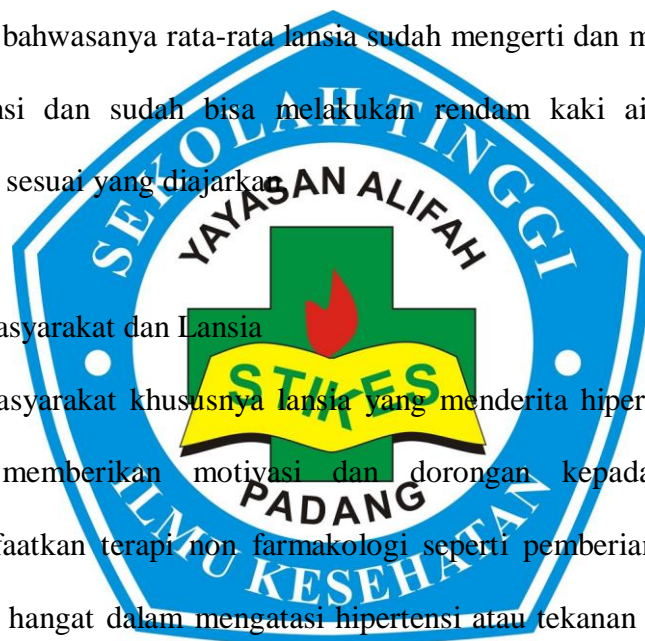 bahwasanya rata-rata lansia sudah mengerti dan m
nsi dan sudah bisa melakukan rendam kaki ai
sesuai yang diajarkan
asyarakat dan Lansia
asyarakat khususnya lansia yang menderita hiper
memberikan motivasi dan dorongan kepada
faatkan terapi non farmakologi seperti pemberian
hangat dalam mengatasi hipertensi atau tekanan
SEKOLAH TINGGI
YAYASAN ALIFAH
STIKES
PADANG
ILMU KESEHATAN